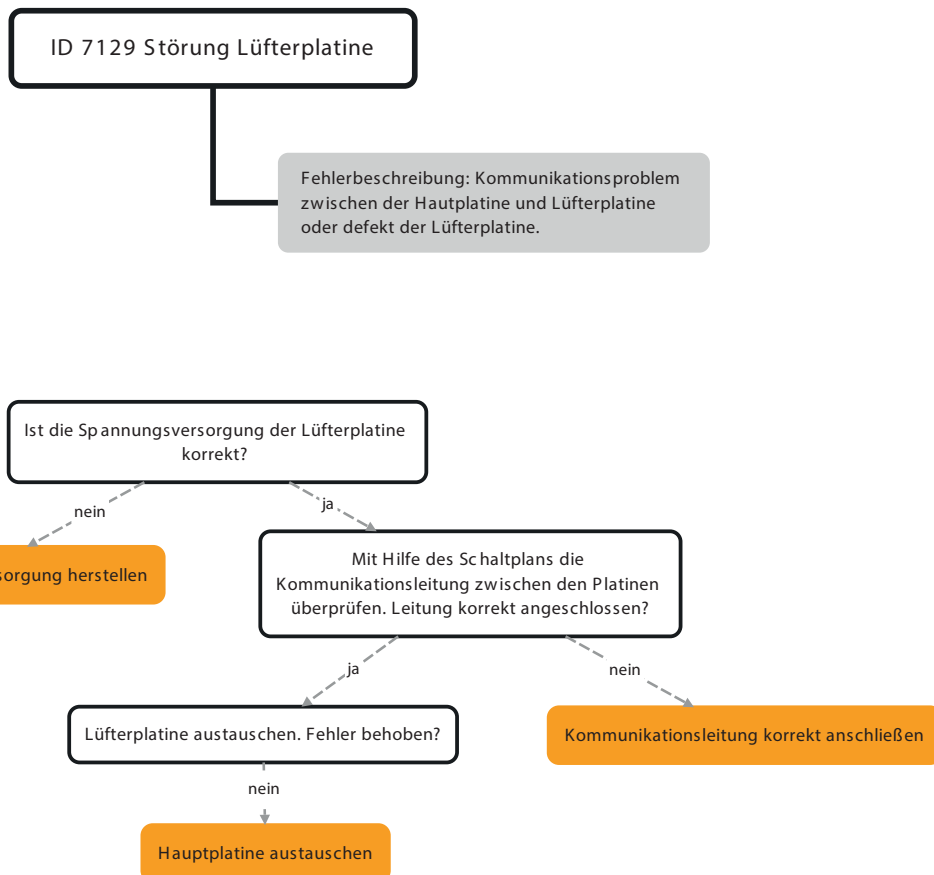 ID 7129 Störung Lüfterplatine
Fehlerbeschreibung: Kommunikationsproblem
zwischen der Hautplatine und Lüfterplatine
oder defekt der Lüfterplatine.
Ist die Spannungsversorgung der Lüfterplatine
korrekt?
nein
ja
herstellen
Mit Hilfe des Schaltplans die
Kommunikationsleitung zwischen den Platinen
überprüfen. Leitung korrekt angeschlossen?
ja
nein
Lüfterplatine austauschen. Fehler behoben?
Kommunikationsleitung korrekt anschließen
nein
Hauptplatine austauschen